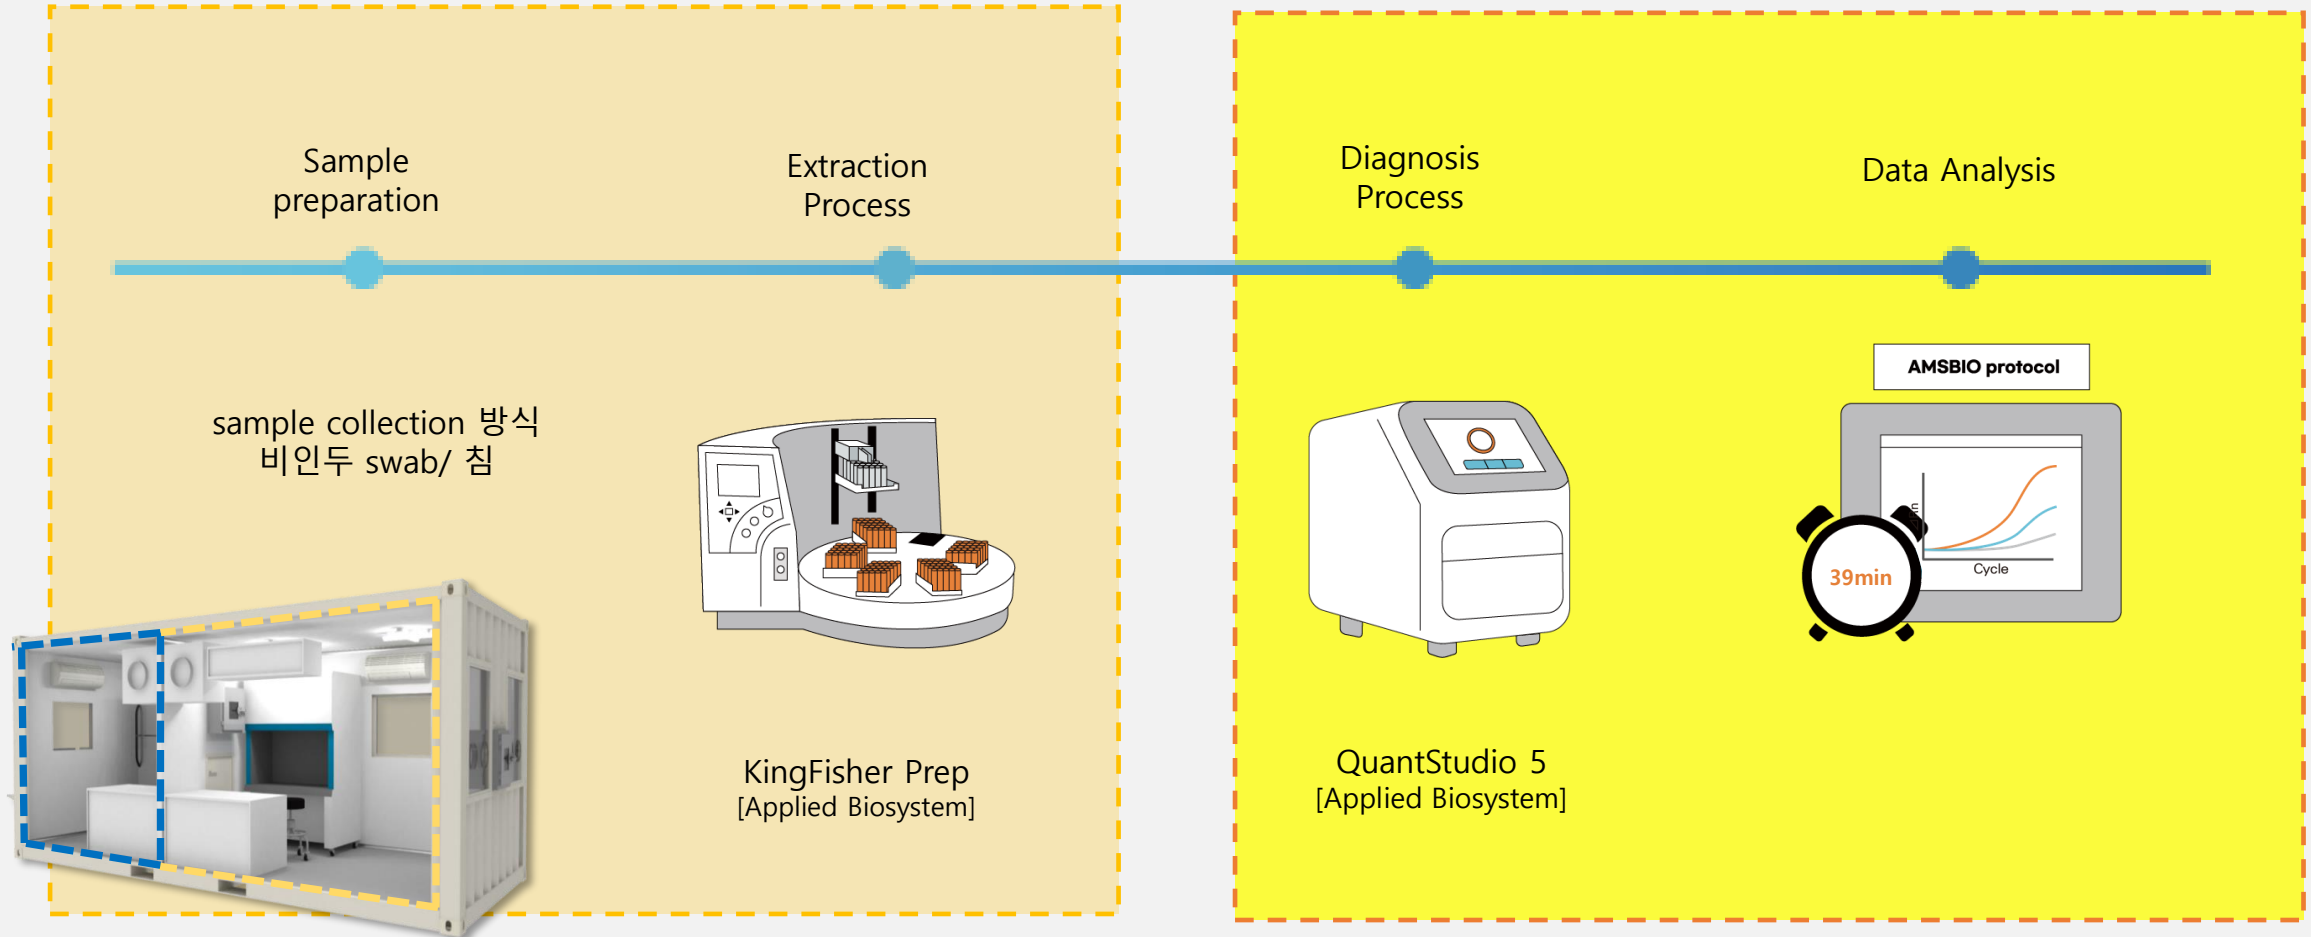 Sample
preparation
Extraction
Process
Diagnosis
Process
Data Analysis
sample collection 방식
비인두 swab/ 침
KingFisher Prep
[Applied Biosystem]
QuantStudio 5
[Applied Biosystem]
AMSBIO protocol
Cycle
39min